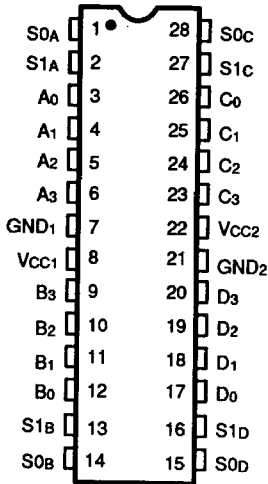 S0A 1 28 S0C
S1A 2 27 S1C
A0 3 26 C0
A1 4 25 C1
A2 5 24 C2
A3 6 23 C3
GND1 7 22 VCC2
VCC1 8 21 GND2
B3 9 20 D3
B2 10 19 D2
B1 11 18 D1
B0 12 17 D0
S1B 13 16 S1D
S0B 14 15 S0D